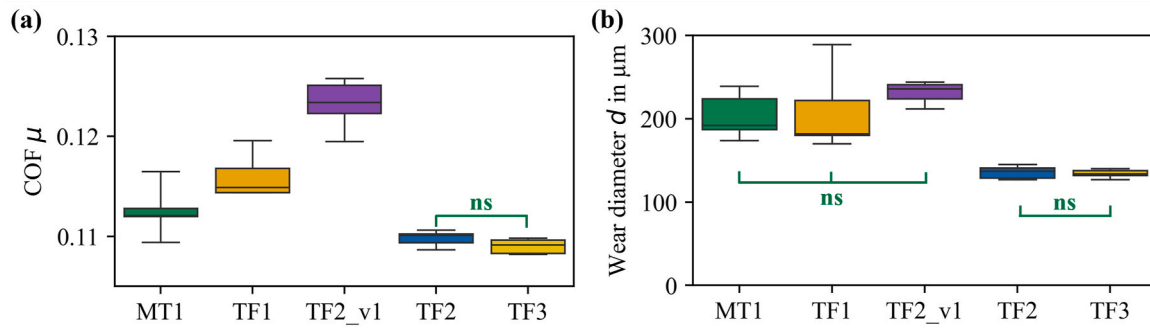 (a)
COF μ
0.13
0.12
0.11
ns
MT1 TF1 TF2_v1 TF2 TF3
(b)
Wear diameter d in μm
300
200
100
0
ns
ns
MT1 TF1 TF2_v1 TF2 TF3